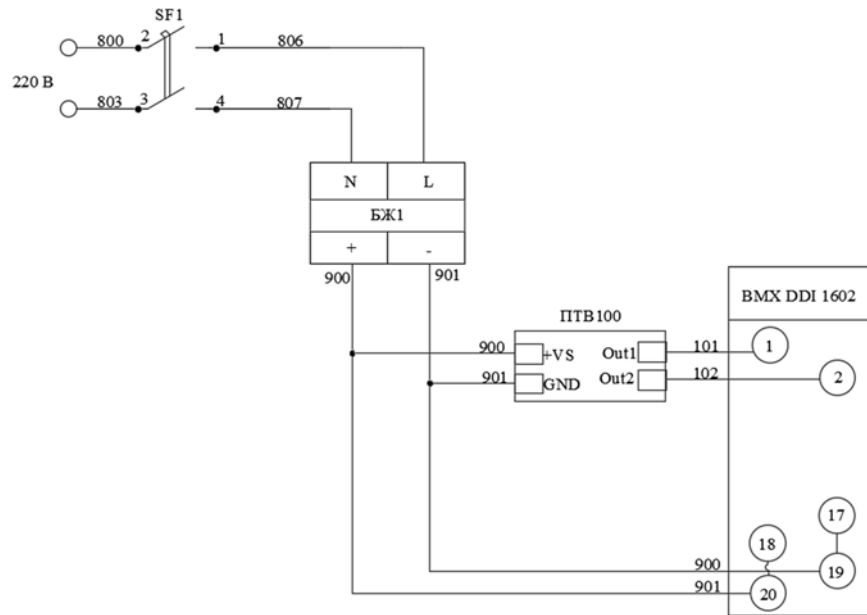 SF1
800 2 1 806
220 В
803 3 4 807
N L
БЖ1
+ -
900 901
BMX DDI 1602
ПТВ100
900 +VS Out1 101 1
901 GND Out2 102 2
17
18
900 19
901 20